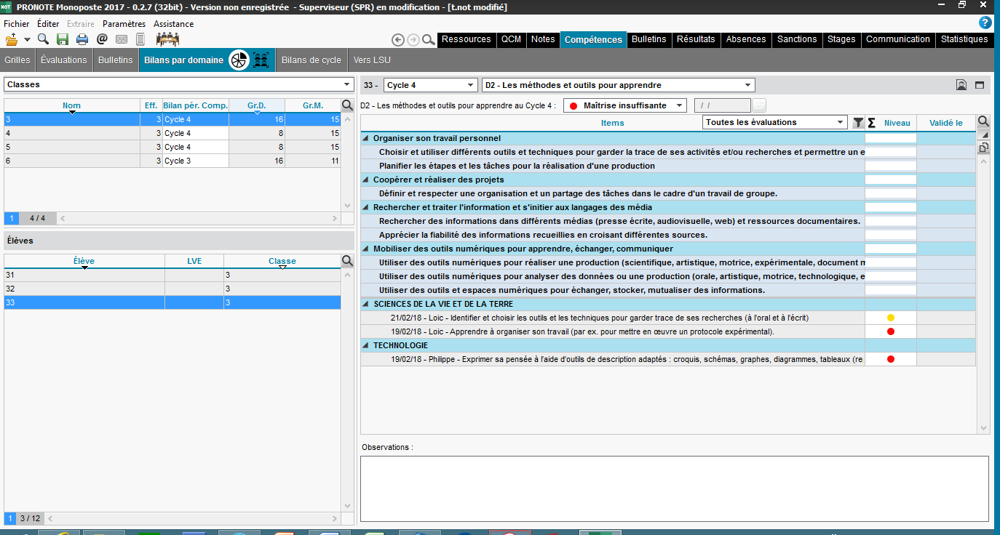 NOT PRONOTE Monoposte 2017 - 0.2.7 (32bit) - Version non enregistrée - Superviseur (SPR) en modification - [t.not modifié]
Fichier Éditer Extraire Paramètres Assistance
Ressources QCM Notes Compétences Bulletins Résultats Absences Sanctions Stages Communication Statistiques
Grilles Évaluations Bulletins Bilans par domaine Bilans de cycle Vers LSU
Classes
Nom Eff. Bilan pér. Comp. Gr.D. Gr.M.
3 3 Cycle 4 16 15
4 3 Cycle 4 8 15
5 3 Cycle 4 8 15
6 3 Cycle 3 16 11
1 4 / 4
Élèves
Élève LVE Classe
31 3
32 3
33 3
1 3 / 12
33 - Cycle 4 D2 - Les méthodes et outils pour apprendre
D2 - Les méthodes et outils pour apprendre au Cycle 4 : Maîtrise insuffisante / /
Items Toutes les évaluations Σ Niveau Validé le
Organiser son travail personnel
Choisir et utiliser différents outils et techniques pour garder la trace de ses activités et/ou recherches et permettre un e
Planifier les étapes et les tâches pour la réalisation d'une production
Coopérer et réaliser des projets
Définir et respecter une organisation et un partage des tâches dans le cadre d'un travail de groupe.
Rechercher et traiter l'information et s'initier aux langages des média
Rechercher des informations dans différents médias (presse écrite, audiovisuelle, web) et ressources documentaires.
Apprécier la fiabilité des informations recueillies en croisant différentes sources.
Mobiliser des outils numériques pour apprendre, échanger, communiquer
Utiliser des outils numériques pour réaliser une production (scientifique, artistique, motrice, expérimentale, document
Utiliser des outils numériques pour analyser des données ou une production (orale, artistique, motrice, technologique, e
Utiliser des outils et espaces numériques pour échanger, stocker, mutualiser des informations.
SCIENCES DE LA VIE ET DE LA TERRE
21/02/18 - Loic - Identifier et choisir les outils et les techniques pour garder trace de ses recherches (à l'oral et à l'écrit)
19/02/18 - Loic - Apprendre à organiser son travail (par ex. pour mettre en œuvre un protocole expérimental).
TECHNOLOGIE
19/02/18 - Philippe - Exprimer sa pensée à l'aide d'outils de description adaptés : croquis, schémas, graphes, diagrammes, tableaux (re
Observations :